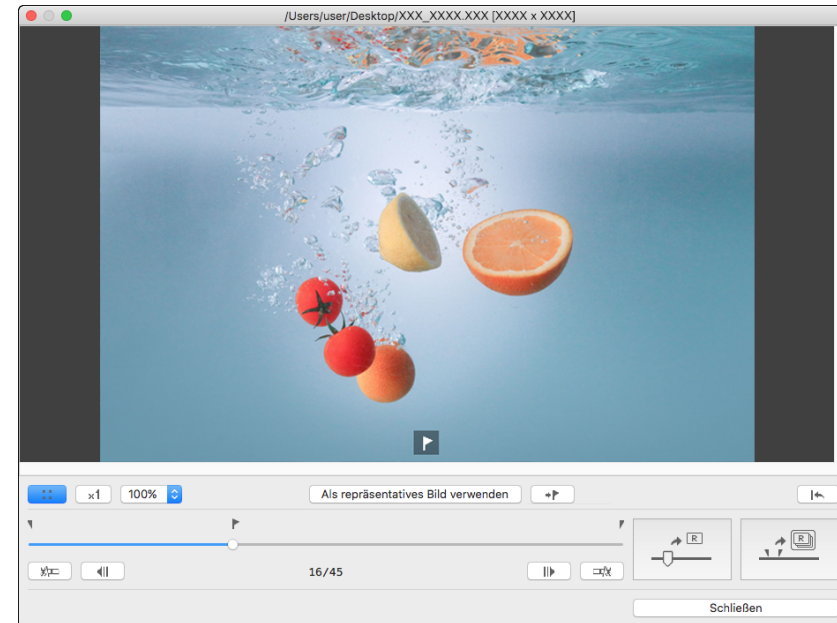 /Users/user/Desktop/XXX_XXXX.XXX [XXXX x XXXX]
x1 100% Als repräsentatives Bild verwenden
R R
16/45
Schließen